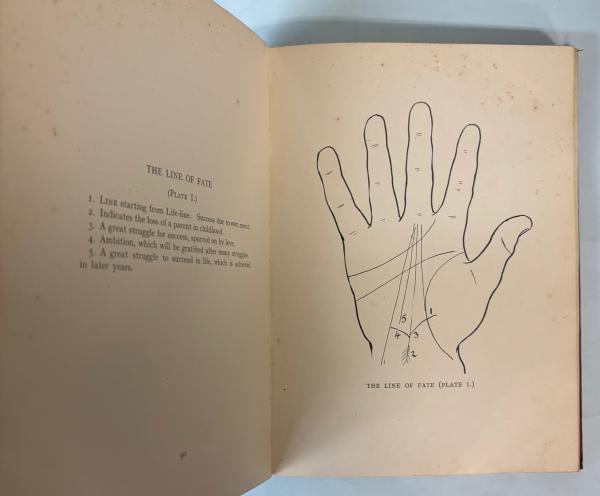 THE LINE OF FATE
(PLATE I.)
1. LINE starting from Life-line. Success due to own merit.
2. Indicates the loss of a parent in childhood.
3. A great struggle for success, spurred on by love.
4. Ambition, which will be gratified after many struggles.
5. A great struggle to succeed in life, which is achieved
in later years.
90
1
5
4
3
2
THE LINE OF FATE (PLATE I.)